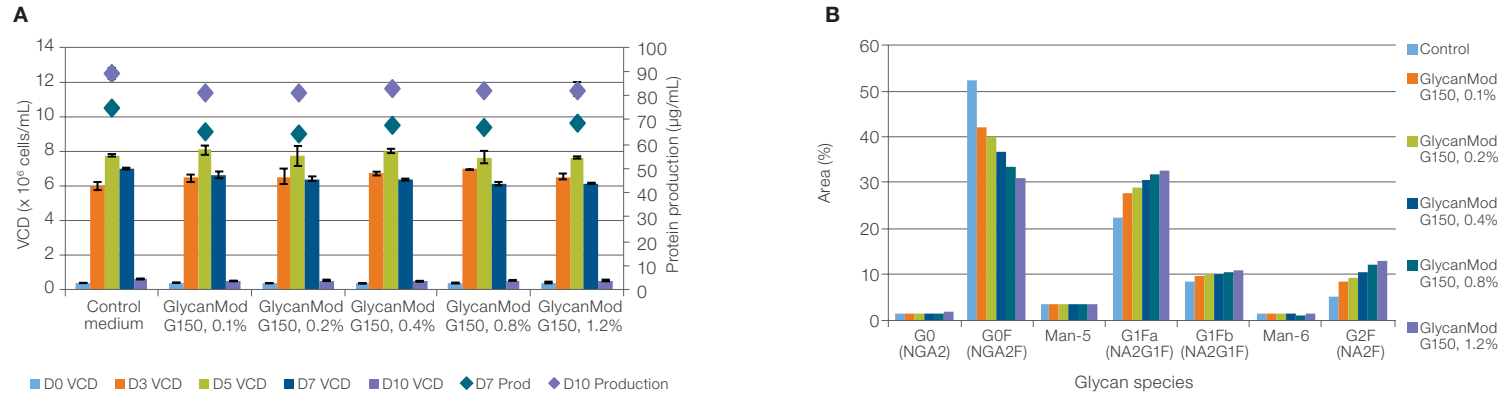 A
14
12
10
8
6
4
2
0
VCD (x 10⁶ cells/mL)
100
90
80
70
60
50
40
30
20
10
0
Protein production (µg/mL)
Control
medium
GlycanMod
G150, 0.1%
GlycanMod
G150, 0.2%
GlycanMod
G150, 0.4%
GlycanMod
G150, 0.8%
GlycanMod
G150, 1.2%
D0 VCD D3 VCD D5 VCD D7 VCD D10 VCD D7 Prod D10 Production
B
60
50
40
30
20
10
0
Area (%)
G0
(NGA2)
G0F
(NGA2F)
Man-5
G1Fa
(NA2G1F)
G1Fb
(NA2G1F)
Man-6
G2F
(NA2F)
Glycan species
Control
GlycanMod
G150, 0.1%
GlycanMod
G150, 0.2%
GlycanMod
G150, 0.4%
GlycanMod
G150, 0.8%
GlycanMod
G150, 1.2%